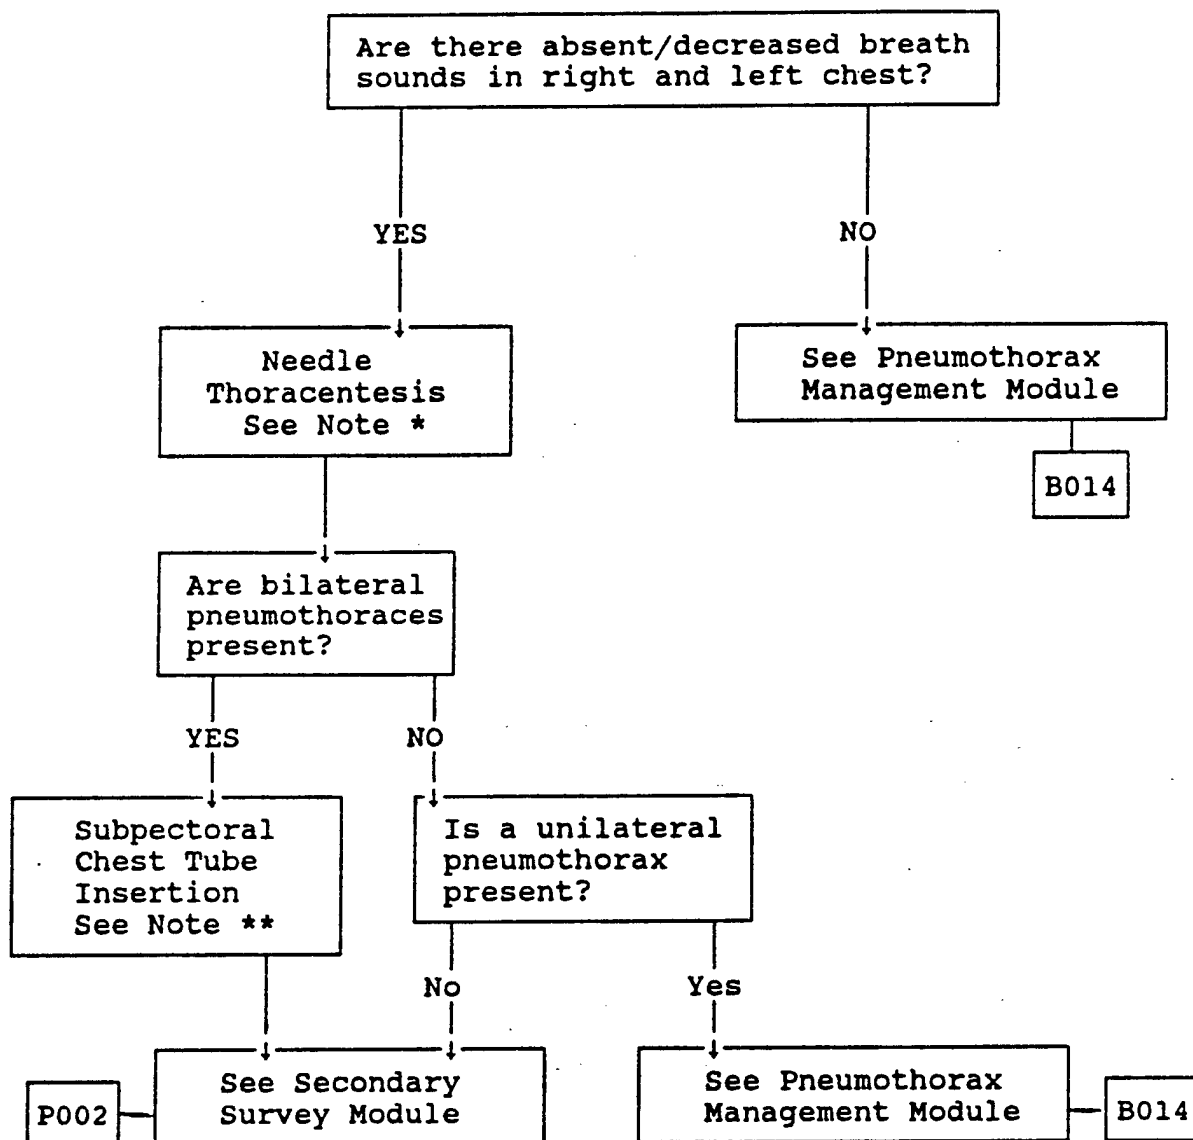 Are there absent/decreased breath
sounds in right and left chest?
YES
NO
Needle
Thoracentesis
See Note *
See Pneumothorax
Management Module
B014
Are bilateral
pneumothoraces
present?
YES
NO
Subpectoral
Chest Tube
Insertion
See Note **
Is a unilateral
pneumothorax
present?
No
Yes
P002
See Secondary
Survey Module
See Pneumothorax
Management Module
B014